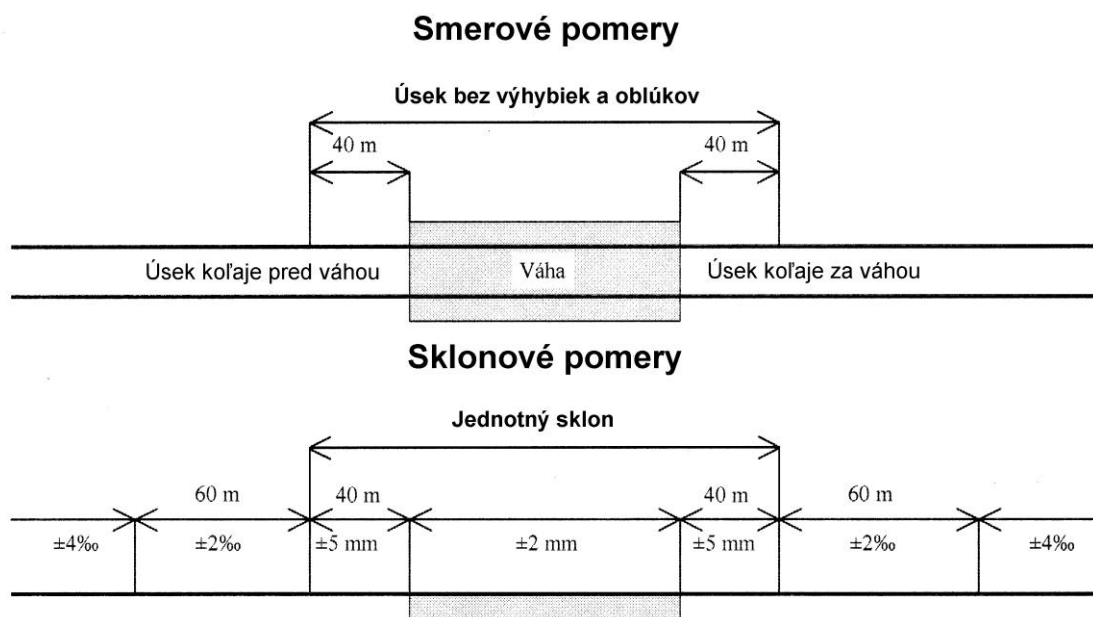 Smerové pomery
Úsek bez výhybiek a oblúkov
40 m 40 m
Úsek koľaje pred váhou Váha Úsek koľaje za váhou
Sklonové pomery
Jednotný sklon
60 m 40 m 40 m 60 m
±4‰ ±2‰ ±5 mm ±2 mm ±5 mm ±2‰ ±4‰